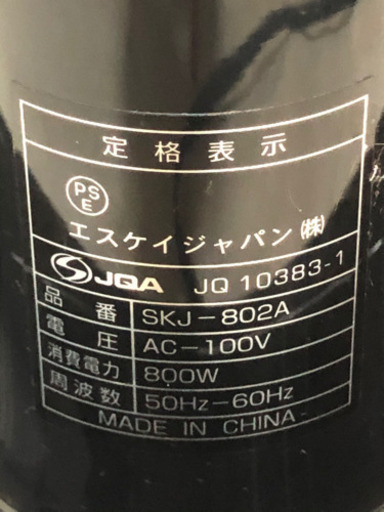 定格表示
PS
E
エスケイジャパン㈱
JQA JQ 10383-1
品番 SKJ-802A
電圧 AC-100V
消費電力 800W
周波数 50Hz-60Hz
MADE IN CHINA